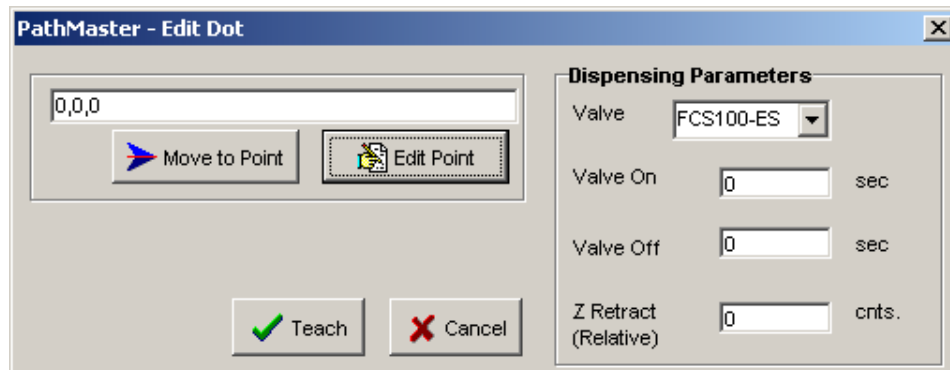 PathMaster - Edit Dot
0,0,0
Move to Point
Edit Point
Teach
Cancel
Dispensing Parameters
Valve
FCS100-ES
Valve On
0
sec
Valve Off
0
sec
Z Retract
(Relative)
0
cnts.